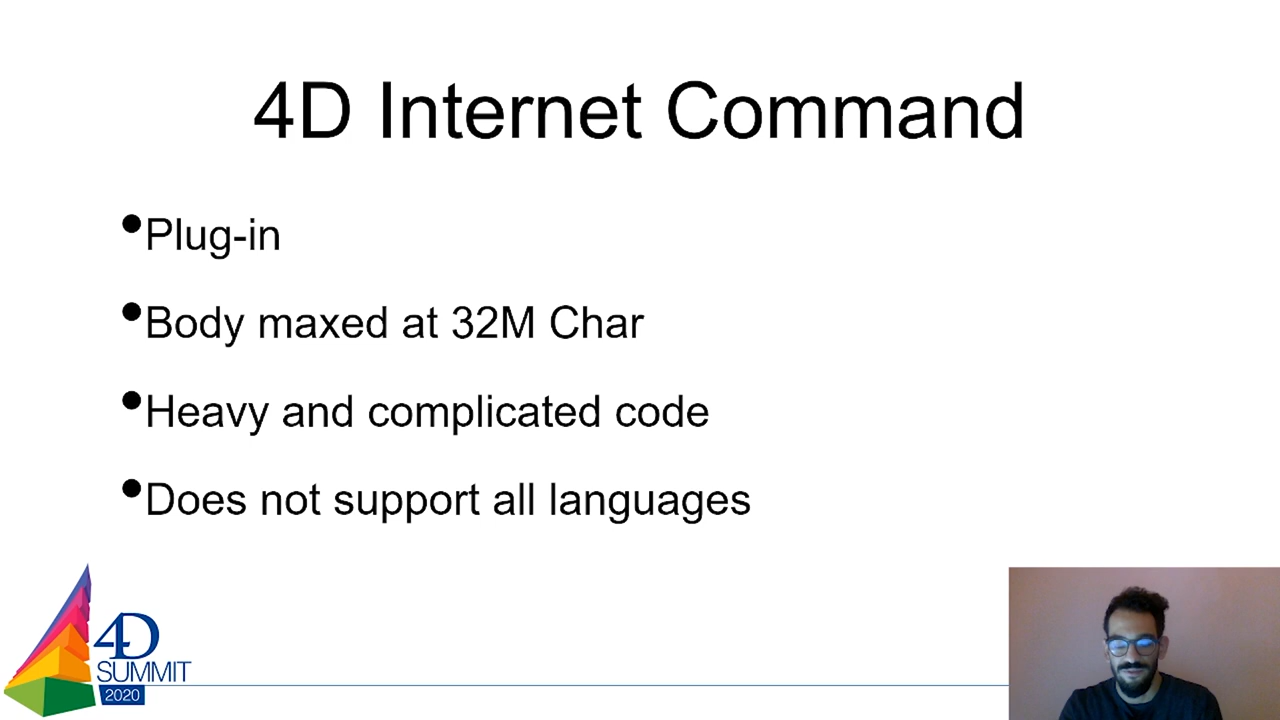 4D Internet Command
•Plug-in
•Body maxed at 32M Char
•Heavy and complicated code
•Does not support all languages
4D
SUMMIT
2020